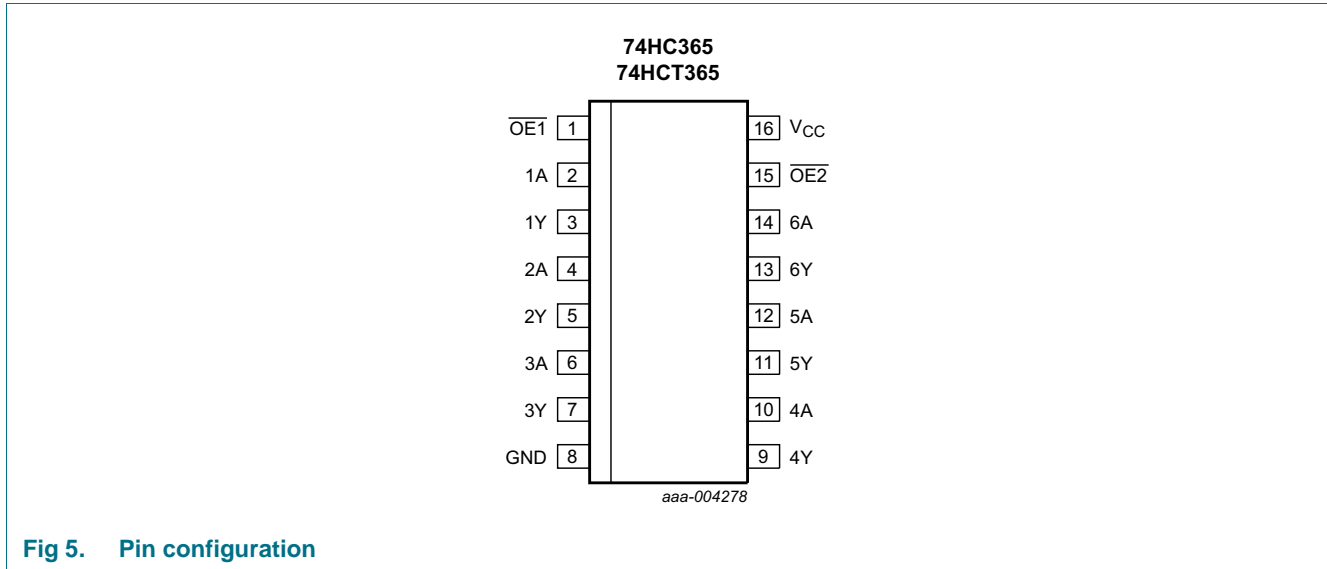 74HC365
74HCT365
OE1 1 16 VCC
1A 2 15 OE2
1Y 3 14 6A
2A 4 13 6Y
2Y 5 12 5A
3A 6 11 5Y
3Y 7 10 4A
GND 8 9 4Y
aaa-004278
Fig 5. Pin configuration